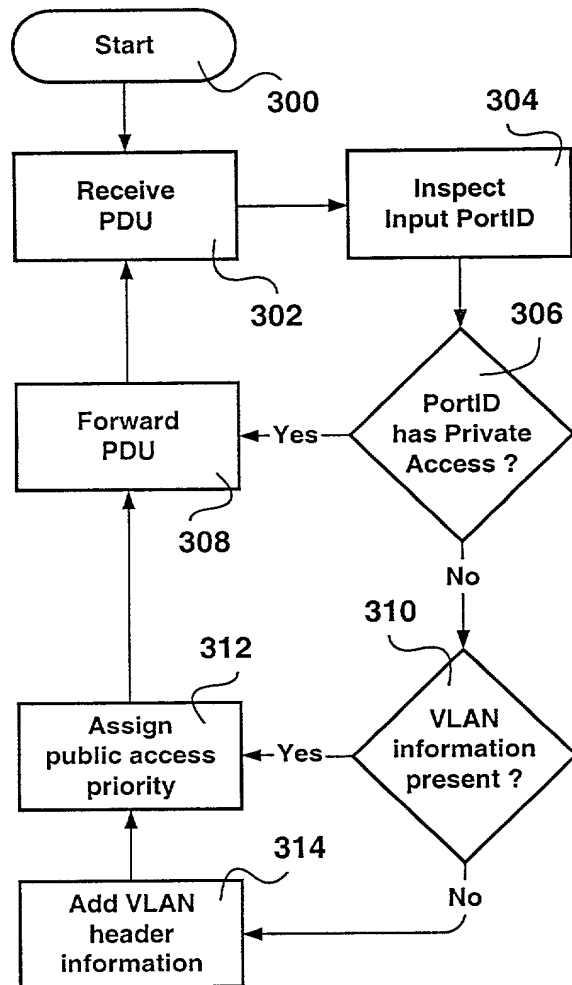 Start
300
304
Receive
PDU
Inspect
Input PortID
302
306
Forward
PDU
Yes
PortID
has Private
Access ?
308
No
310
312
Assign
public access
priority
Yes
VLAN
information
present ?
314
No
Add VLAN
header
information